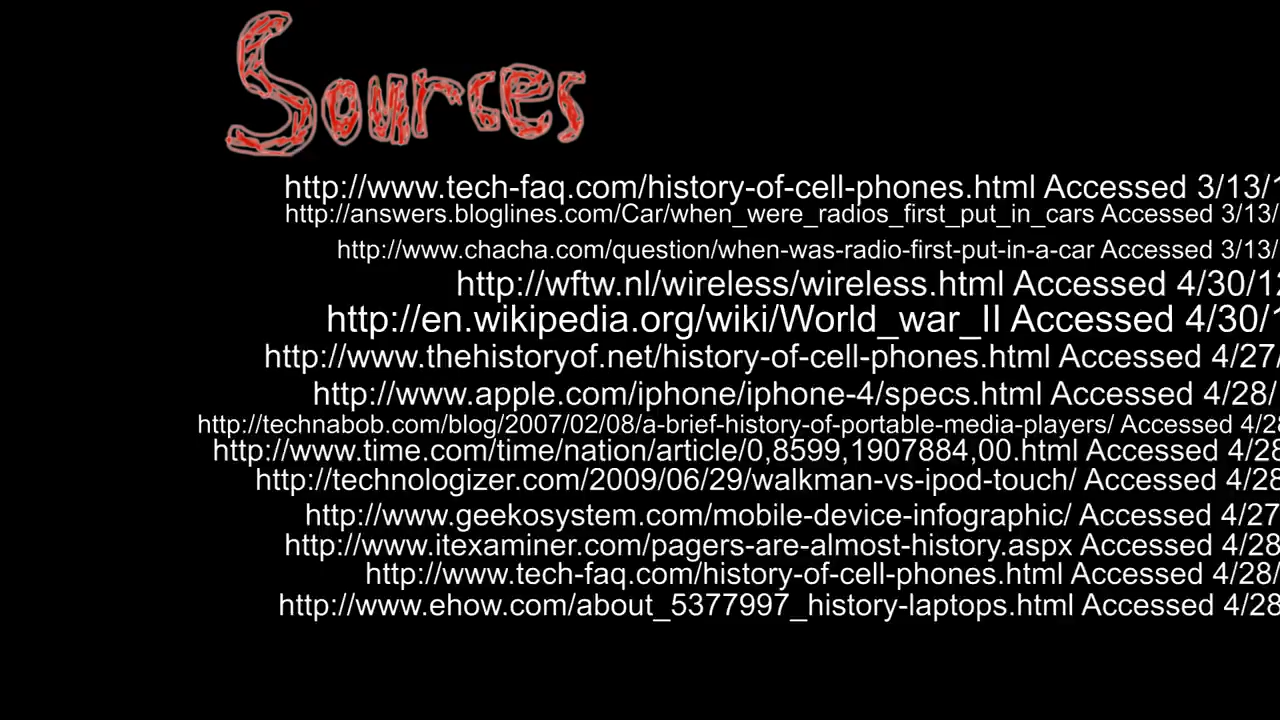 Sources
http://www.tech-faq.com/history-of-cell-phones.html Accessed 3/13/1
http://answers.bloglines.com/Car/when_were_radios_first_put_in_cars Accessed 3/13/
http://www.chacha.com/question/when-was-radio-first-put-in-a-car Accessed 3/13/
http://wftw.nl/wireless/wireless.html Accessed 4/30/12
http://en.wikipedia.org/wiki/World_war_II Accessed 4/30/1
http://www.thehistoryof.net/history-of-cell-phones.html Accessed 4/27/
http://www.apple.com/iphone/iphone-4/specs.html Accessed 4/28/
http://technabob.com/blog/2007/02/08/a-brief-history-of-portable-media-players/ Accessed 4/28
http://www.time.com/time/nation/article/0,8599,1907884,00.html Accessed 4/28
http://technologizer.com/2009/06/29/walkman-vs-ipod-touch/ Accessed 4/28
http://www.geekosystem.com/mobile-device-infographic/ Accessed 4/27
http://www.itexaminer.com/pagers-are-almost-history.aspx Accessed 4/28
http://www.tech-faq.com/history-of-cell-phones.html Accessed 4/28/
http://www.ehow.com/about_5377997_history-laptops.html Accessed 4/28